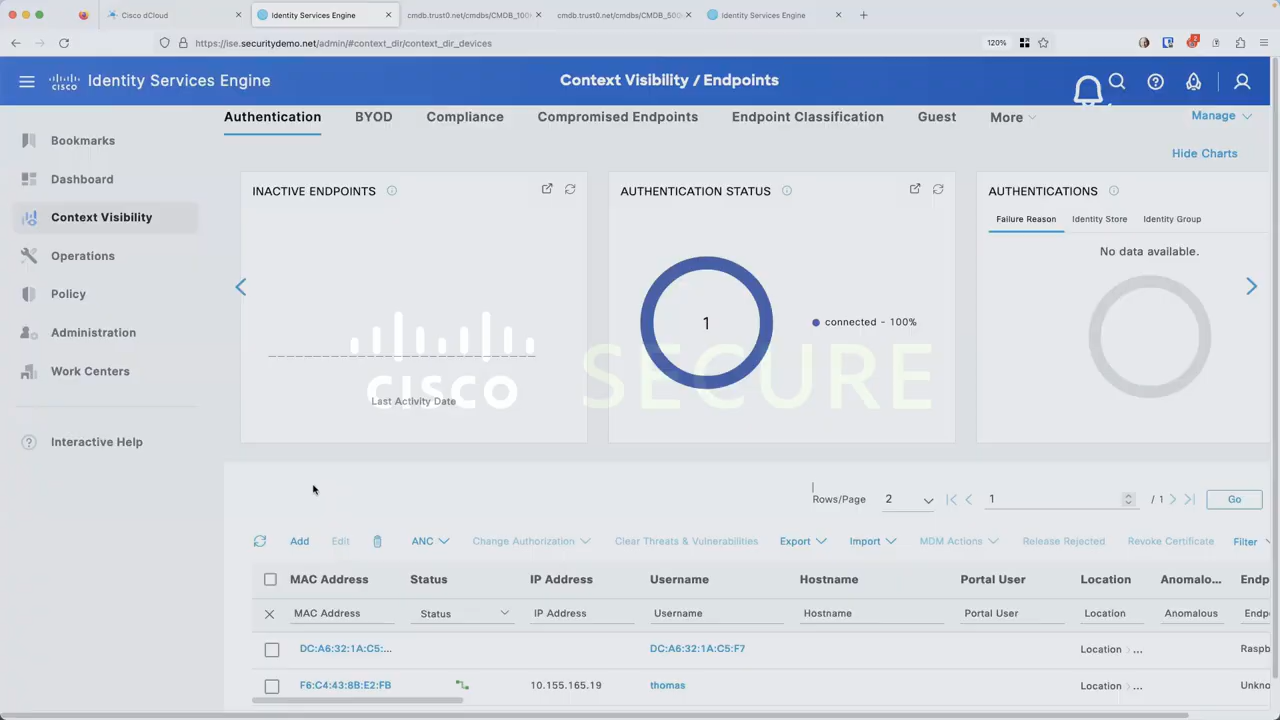 Cisco dCloud
Identity Services Engine
cmdb.trust0.net/cmdbs/CMDB_100
cmdb.trust0.net/cmdbs/CMDB_500
Identity Services Engine
https://ise.securitydemo.net/admin/#context_dir/context_dir_devices
120%
CISCO
Identity Services Engine
Context Visibility / Endpoints
Bookmarks
Dashboard
Context Visibility
Operations
Policy
Administration
Work Centers
Interactive Help
Authentication
BYOD
Compliance
Compromised Endpoints
Endpoint Classification
Guest
More
Manage
Hide Charts
INACTIVE ENDPOINTS
Last Activity Date
CISCO SECURE
AUTHENTICATION STATUS
1
connected - 100%
AUTHENTICATIONS
Failure Reason
Identity Store
Identity Group
No data available.
Rows/Page 2 1 / 1 Go
Add Edit ANC Change Authorization Clear Threats & Vulnerabilities Export Import MDM Actions Release Rejected Revoke Certificate Filter
MAC Address Status IP Address Username Hostname Portal User Location Anomalo... Endp
MAC Address Status IP Address Username Hostname Portal User Location Anomalous Endp
DC:A6:32:1A:C5:... DC:A6:32:1A:C5:F7 Location ... Raspb
F6:C4:43:8B:E2:FB 10.155.165.19 thomas Location ... Unkno